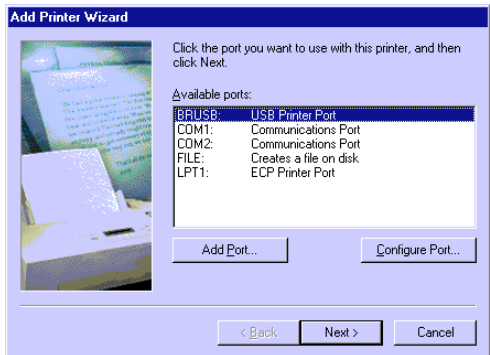 Add Printer Wizard
Click the port you want to use with this printer, and then
click Next.
Available ports:
BRUSB: USB Printer Port
COM1: Communications Port
COM2: Communications Port
FILE: Creates a file on disk
LPT1: ECP Printer Port
Add Port... Configure Port...
< Back Next > Cancel